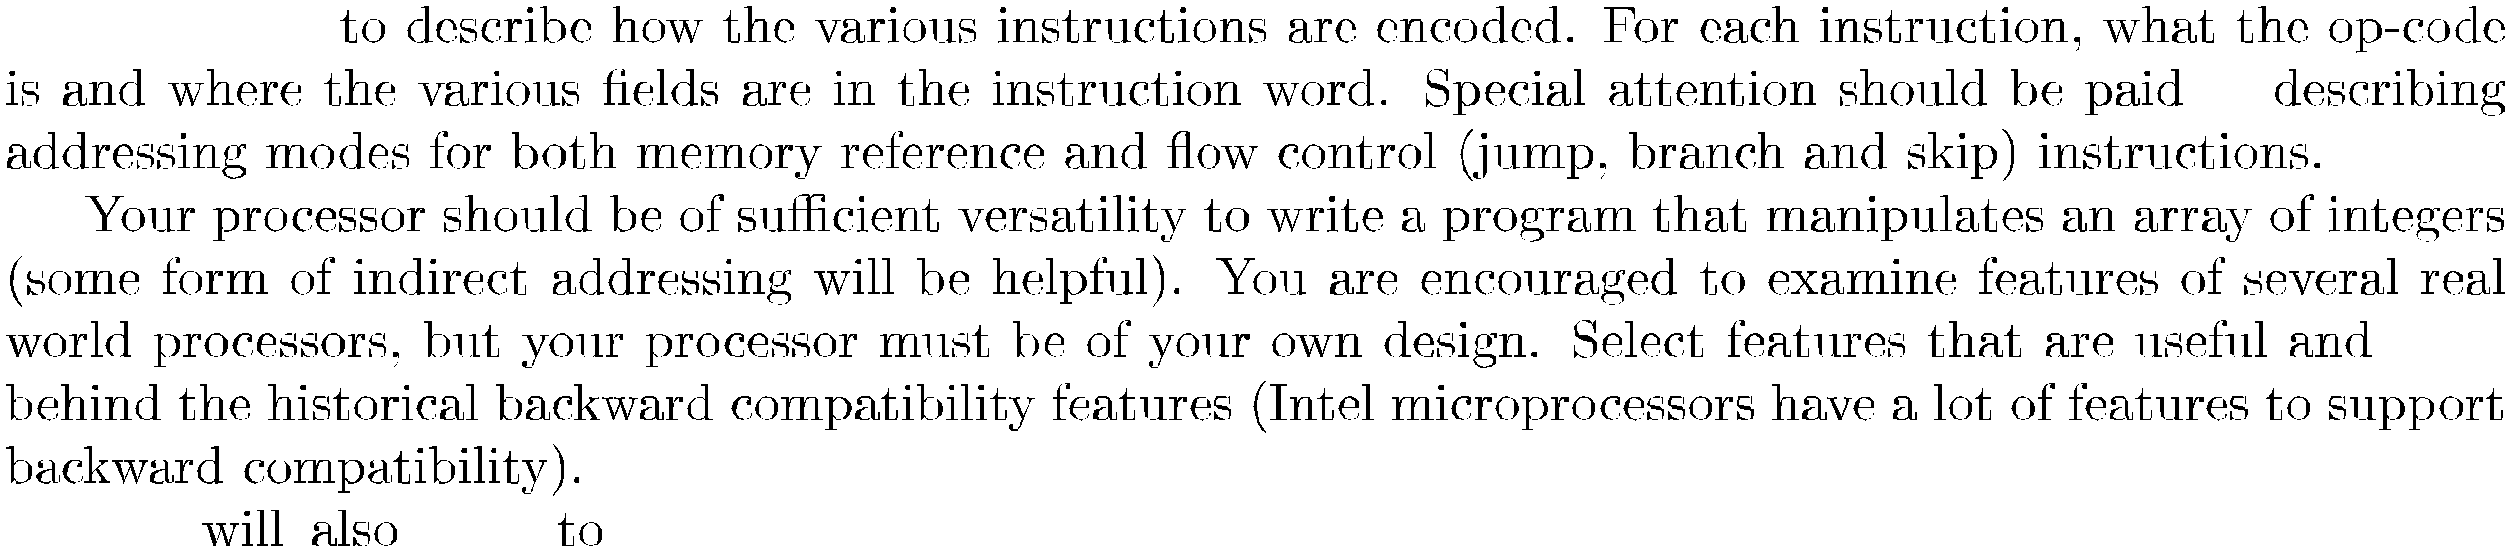 to describe how the various instructions are encoded. For each instruction, what the op-code
is and where the various fields are in the instruction word. Special attention should be paid describing
addressing modes for both memory reference and flow control (jump, branch and skip) instructions.
Your processor should be of sufficient versatility to write a program that manipulates an array of integers
(some form of indirect addressing will be helpful). You are encouraged to examine features of several real
world processors, but your processor must be of your own design. Select features that are useful and
behind the historical backward compatibility features (Intel microprocessors have a lot of features to support
backward compatibility).
will also to